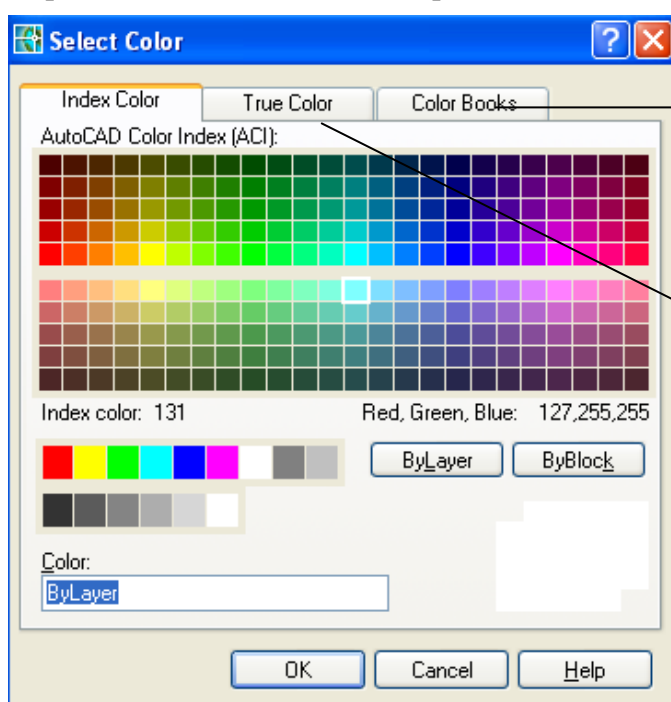 Select Color
Index Color True Color Color Books
AutoCAD Color Index (ACI):
Index color: 131 Red, Green, Blue: 127,255,255
ByLayer ByBlock
Color:
ByLayer
OK Cancel Help